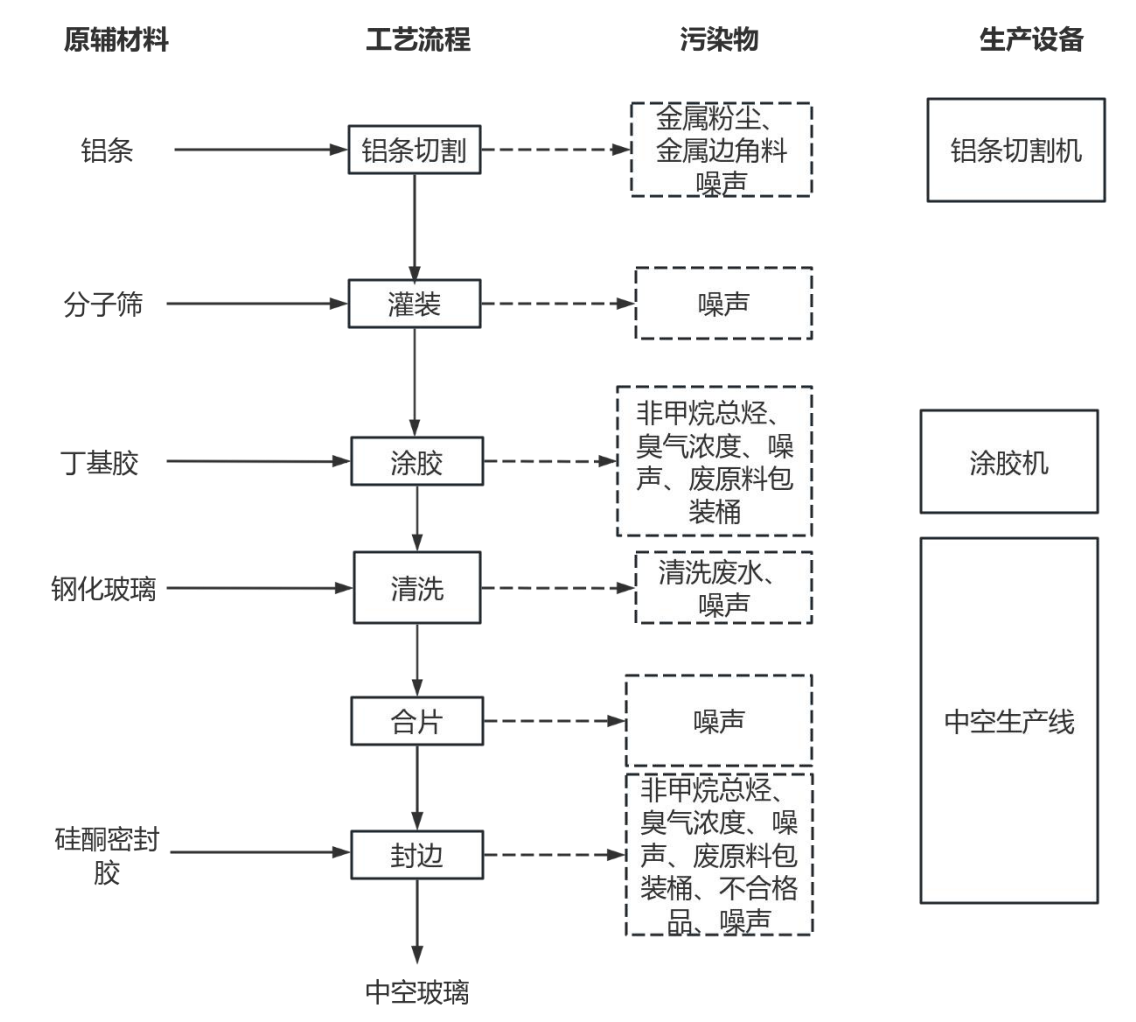 原辅材料 工艺流程 污染物 生产设备
铝条 铝条切割 金属粉尘、
金属边角料
噪声 铝条切割机
分子筛 灌装 噪声
丁基胶 涂胶 非甲烷总烃、
臭气浓度、噪
声、废原料包
装桶 涂胶机
钢化玻璃 清洗 清洗废水、
噪声
合片 噪声 中空生产线
硅酮密封
胶 封边 非甲烷总烃、
臭气浓度、噪
声、废原料包
装桶、不合格
品、噪声
中空玻璃